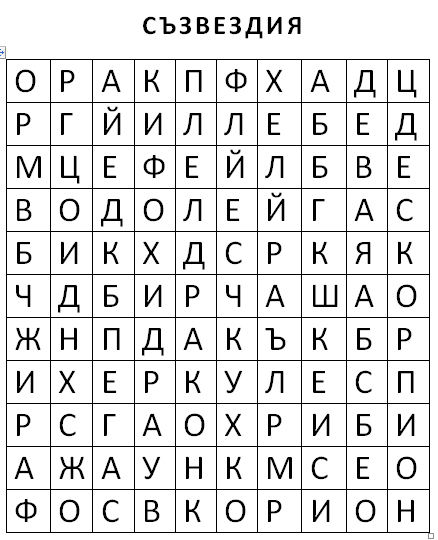 СЪЗВЕЗДИЯ
О Р А К П Ф Х А Д Ц
Р Г Й И Л Л Е Б Е Д
М Ц Е Ф Е Й Л Б В Е
В О Д О Л Е Й Г А С
Б И К Х Д С Р К Я К
Ч Д Б И Р Ч А Ш А О
Ж Н П Д А К Ъ К Б Р
И Х Е Р К У Л Е С П
Р С Г А О Х Р И Б И
А Ж А У Н К М С Е О
Ф О С В К О Р И О Н